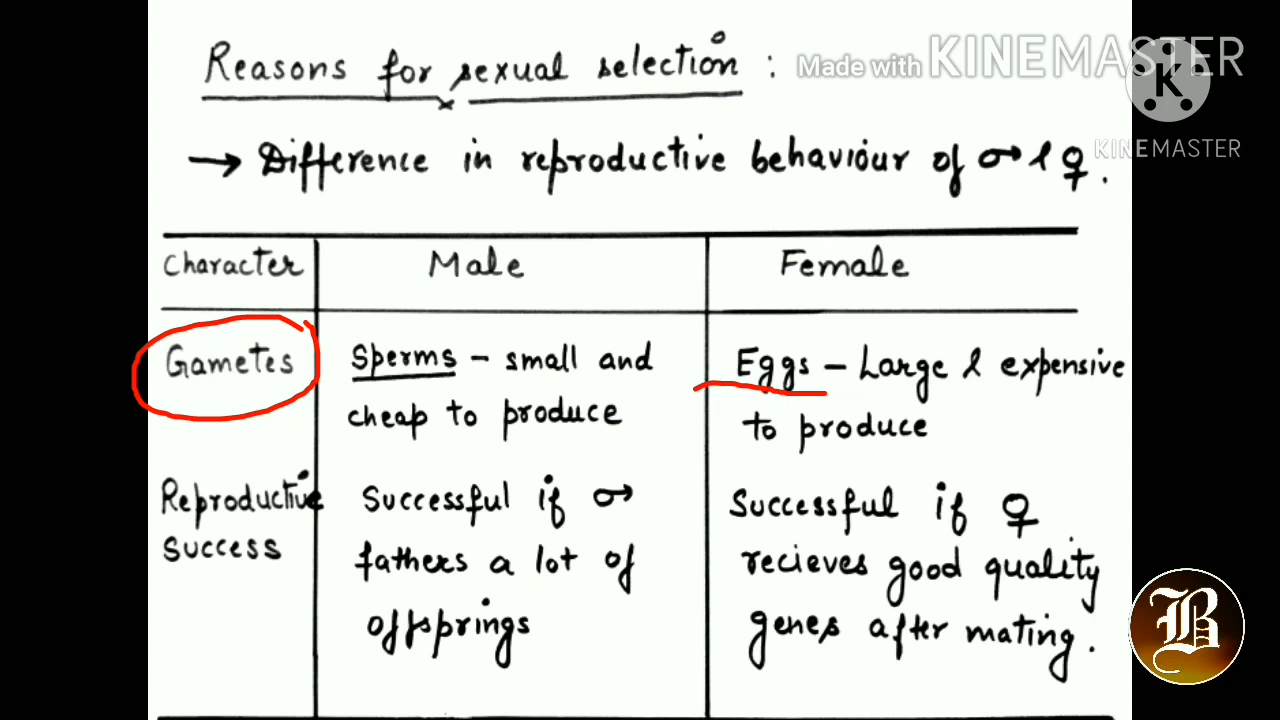 Reasons for sexual selection :
Made with KINEMASTER
K
KINEMASTER
→ Difference in reproductive behaviour of ♂ & ♀.
Character Male Female
Gametes Sperms – small and Eggs – Large & expensive
cheap to produce to produce
Reproductive Successful if ♂ Successful if ♀
success fathers a lot of recieves good quality
offsprings genes after mating.
B